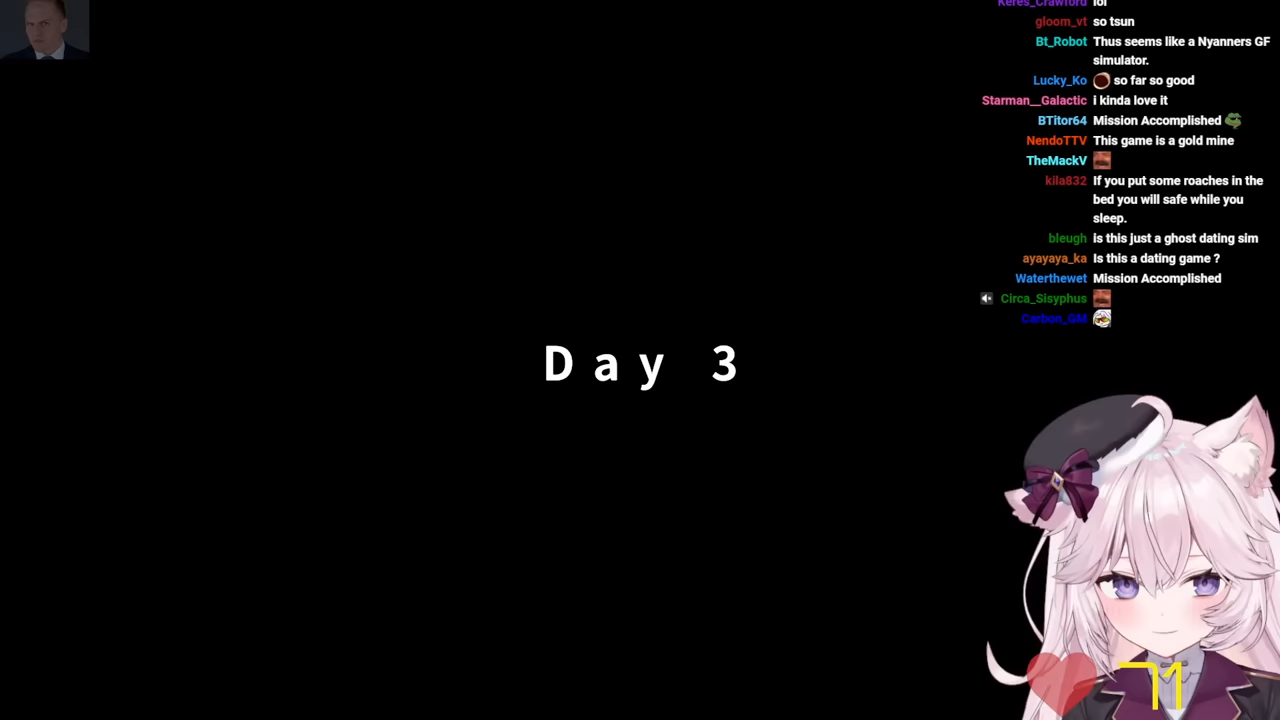 Keres_Crawford lol
gloom_vt so tsun
Bt_Robot Thus seems like a Nyanners GF
simulator.
Lucky_Ko so far so good
Starman__Galactic i kinda love it
BTitor64 Mission Accomplished
NendoTTV This game is a gold mine
TheMackV
kila832 If you put some roaches in the
bed you will safe while you
sleep.
bleugh is this just a ghost dating sim
ayayaya_ka Is this a dating game ?
Waterthewet Mission Accomplished
Circa_Sisyphus
Carbon_GM
Day 3
71